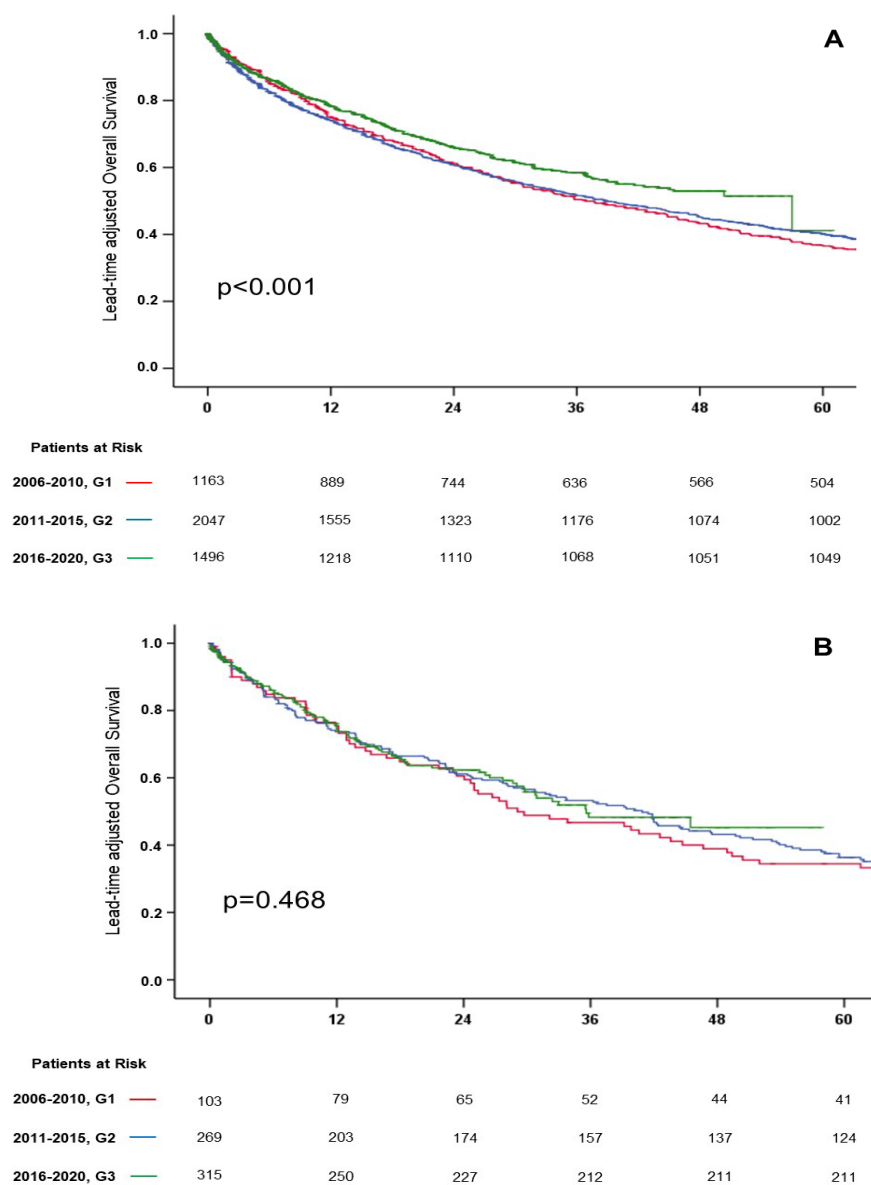 A
Lead-time adjusted Overall Survival
1.0
0.8
0.6
0.4
0.2
0.0
p<0.001
0 12 24 36 48 60
Patients at Risk
2006-2010, G1 1163 889 744 636 566 504
2011-2015, G2 2047 1555 1323 1176 1074 1002
2016-2020, G3 1496 1218 1110 1068 1051 1049
B
Lead-time adjusted Overall Survival
1.0
0.8
0.6
0.4
0.2
0.0
p=0.468
0 12 24 36 48 60
Patients at Risk
2006-2010, G1 103 79 65 52 44 41
2011-2015, G2 269 203 174 157 137 124
2016-2020, G3 315 250 227 212 211 211